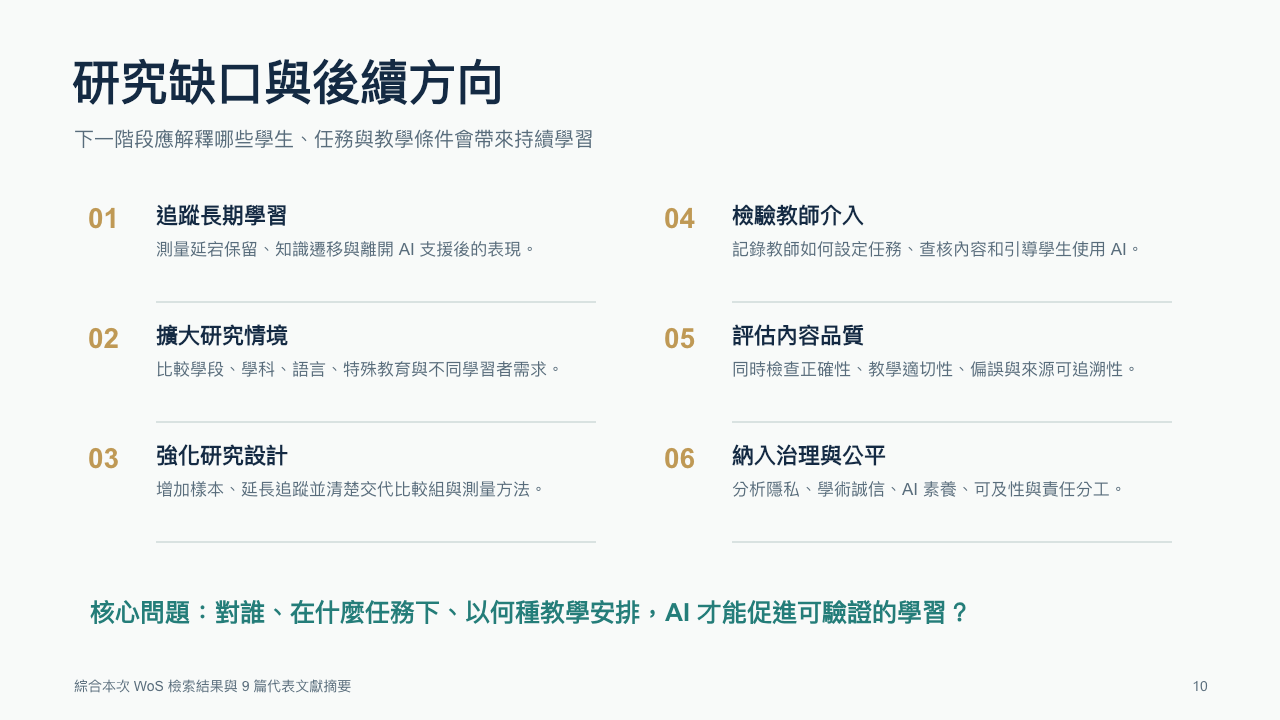 研究缺口與後續方向
下一階段應解釋哪些學生、任務與教學條件會帶來持續學習
01
追蹤長期學習
測量延宕保留、知識遷移與離開 AI 支援後的表現。
02
擴大研究情境
比較學段、學科、語言、特殊教育與不同學習者需求。
03
強化研究設計
增加樣本、延長追蹤並清楚交代比較組與測量方法。
04
檢驗教師介入
記錄教師如何設定任務、查核內容和引導學生使用 AI。
05
評估內容品質
同時檢查正確性、教學適切性、偏誤與來源可追溯性。
06
納入治理與公平
分析隱私、學術誠信、AI 素養、可及性與責任分工。
核心問題：對誰、在什麼任務下、以何種教學安排，AI 才能促進可驗證的學習？
綜合本次 WoS 檢索結果與 9 篇代表文獻摘要
10